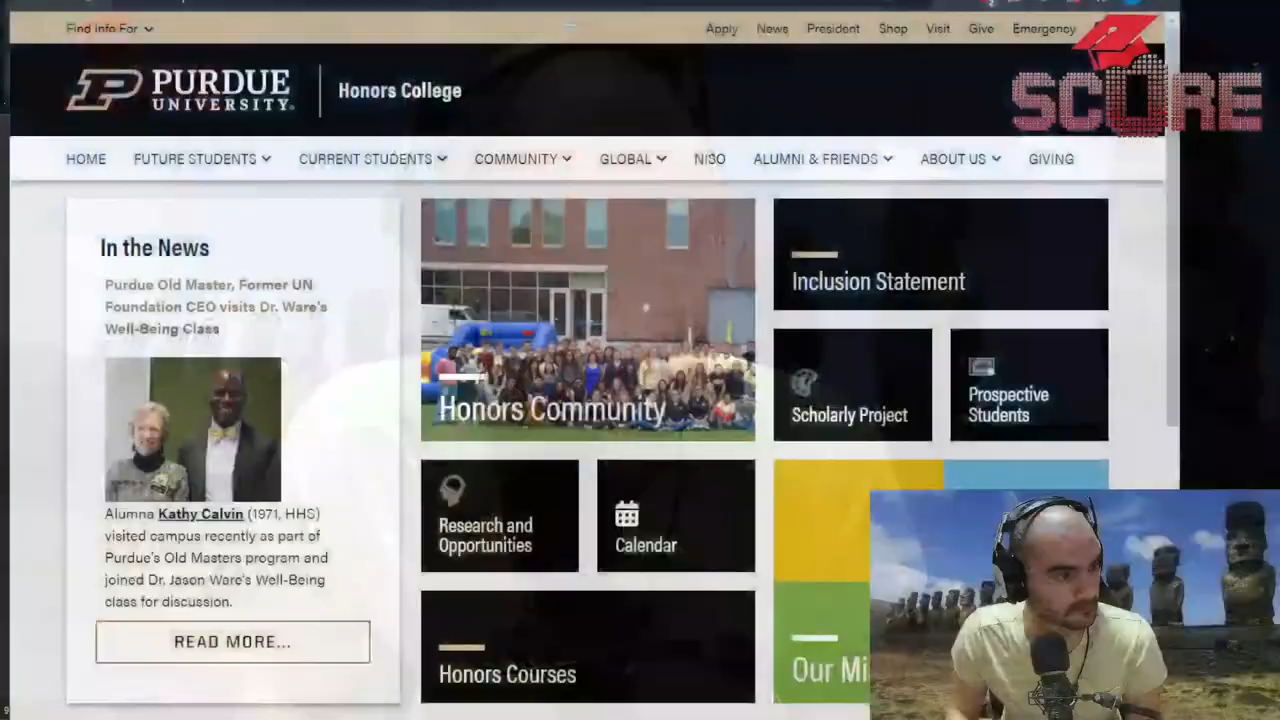 Find Info For
Apply News President Shop Visit Give Emergency
SCORE
PURDUE
UNIVERSITY.
Honors College
HOME FUTURE STUDENTS CURRENT STUDENTS COMMUNITY GLOBAL NISO ALUMNI & FRIENDS ABOUT US GIVING
In the News
Purdue Old Master, Former UN
Foundation CEO visits Dr. Ware's
Well-Being Class
Alumna Kathy Calvin (1971, HHS)
visited campus recently as part of
Purdue's Old Masters program and
joined Dr. Jason Ware's Well-Being
class for discussion.
READ MORE...
Honors Community
Inclusion Statement
Scholarly Project
Prospective
Students
Research and
Opportunities
Calendar
Honors Courses
Our Mi